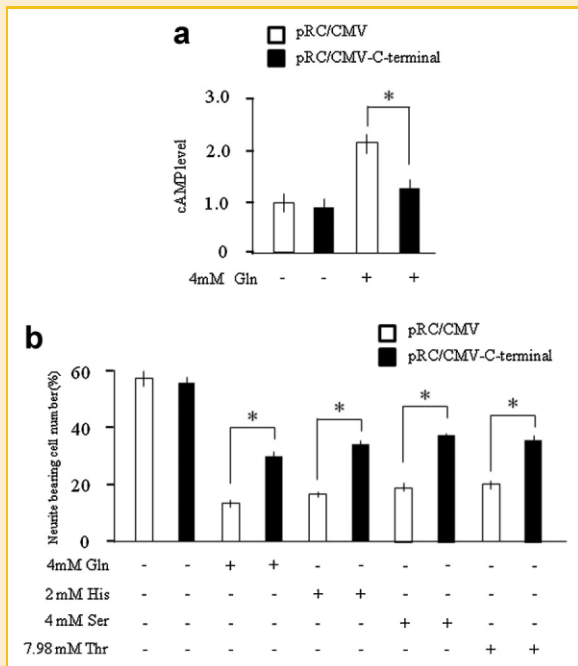 a
pRC/CMV
pRC/CMV-C-terminal
3.0
2.0
1.0
0
cAMP level
*
4mM Gln - - + +
b
pRC/CMV
pRC/CMV-C-terminal
60
40
20
0
Neurite bearing cell number(%)
* * * *
4mM Gln - - + + - - - - - -
2 mM His - - - - + + - - - -
4 mM Ser - - - - - - + + - -
7.98 mM Thr - - - - - - - - + +